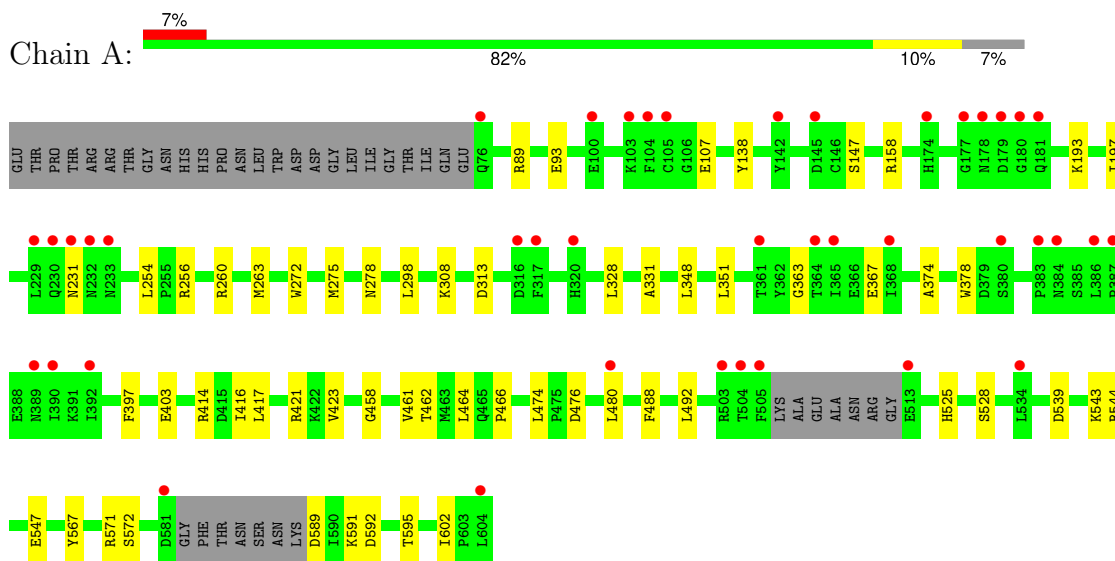 7%
Chain A:
82% 10% 7%
GLU THR PRO THR ARG ARG THR GLY ASN HIS HIS PRO ASN LEU TRP ASP ASP GLY LEU ILE GLY THR ILE GLN GLU Q76 R89 E93 E100 K103 F104 C105 G106 E107 Y138 Y142 D145 C146 S147 R158 H174 G177 N178 D179 G180 Q181 K193
L229 Q230 N231 N232 N233 L254 P255 R256 R260 M263 W272 M275 N278 L298 K308 D313 D316 F317 H320 L328 A331 L348 L351 T361 Y362 G363 T364 I365 E366 E367 I368 A374 W378 D379 S380 P383 N384 S385 L386
E388 N389 I390 K391 I392 F397 E403 R414 D415 I416 L417 R421 K422 V423 G458 V461 T462 M463 L464 Q465 P466 L474 P475 D476 L480 F488 L492 R503 T504 F505 LYS ALA GLU ALA ASN ARG GLY E513 H525 S528 L534 D539 K543
E547 Y567 R571 S572 D581 GLY PHE THR ASN SER ASN LYS D589 I590 K591 D592 T595 I602 P603 L604